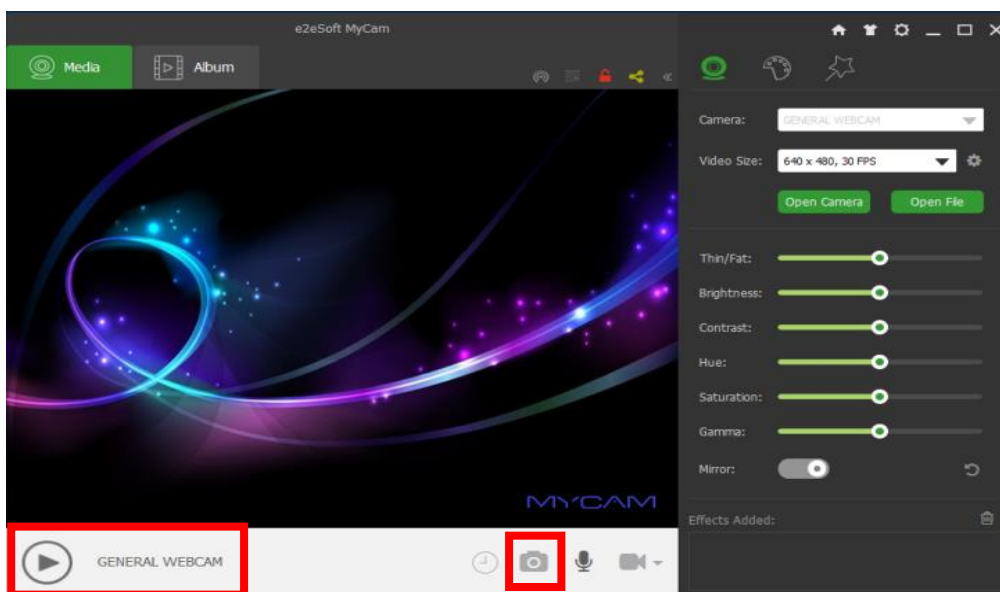 e2eSoft MyCam
Media
Album
Camera:
GENERAL WEBCAM
Video Size:
640 x 480, 30 FPS
Open Camera
Open File
Thin/Fat:
Brightness:
Contrast:
Hue:
Saturation:
Gamma:
Mirror:
MYCAM
Effects Added:
GENERAL WEBCAM